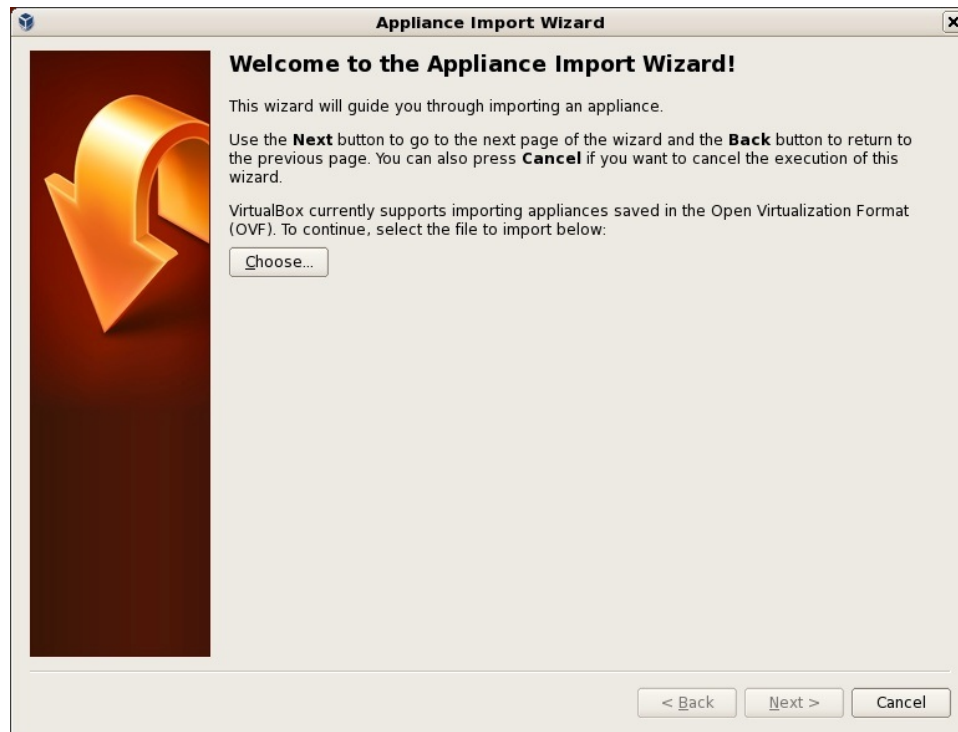 Appliance Import Wizard
Welcome to the Appliance Import Wizard!
This wizard will guide you through importing an appliance.
Use the Next button to go to the next page of the wizard and the Back button to return to
the previous page. You can also press Cancel if you want to cancel the execution of this
wizard.
VirtualBox currently supports importing appliances saved in the Open Virtualization Format
(OVF). To continue, select the file to import below:
Choose...
< Back
Next >
Cancel